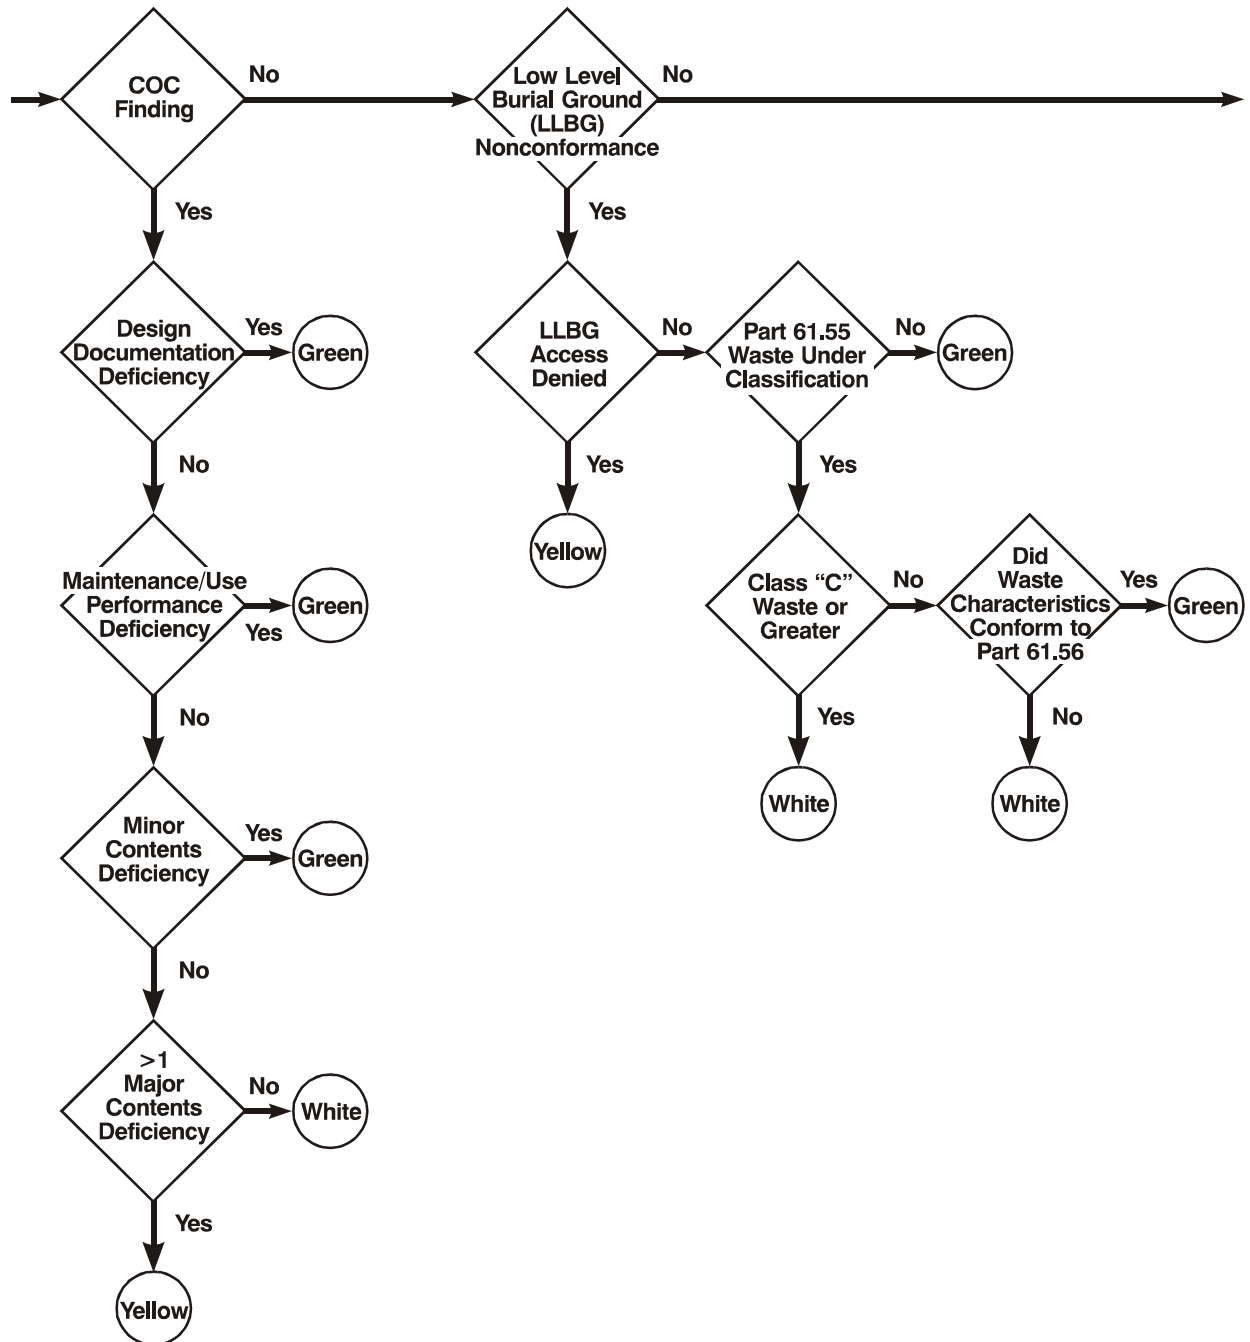 COC
Finding
No
Low Level
Burial Ground
(LLBG)
Nonconformance
No
Yes
Yes
Design
Documentation
Deficiency
Yes
Green
LLBG
Access
Denied
No
Part 61.55
Waste Under
Classification
No
Green
No
Yes
Yes
Maintenance/Use
Performance
Deficiency
Yes
Green
Yellow
Class “C”
Waste or
Greater
No
Did
Waste
Characteristics
Conform to
Part 61.56
Yes
Green
No
Yes
No
Minor
Contents
Deficiency
Yes
Green
White
White
No
>1
Major
Contents
Deficiency
No
White
Yes
Yellow